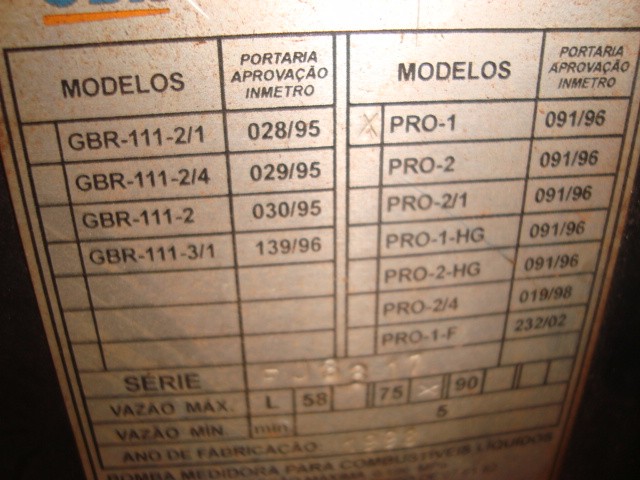 MODELOS PORTARIA APROVAÇÃO INMETRO MODELOS PORTARIA APROVAÇÃO INMETRO
GBR-111-2/1 028/95 X PRO-1 091/96
GBR-111-2/4 029/95 PRO-2 091/96
GBR-111-2 030/95 PRO-2/1 091/96
GBR-111-3/1 139/96 PRO-1-HG 091/96
PRO-2-HG 091/96
PRO-2/4 019/98
PRO-1-F 232/02
SÉRIE
VAZÃO MÁX. L 58 75 X 90
VAZÃO MÍN. min 5
ANO DE FABRICAÇÃO
BOMBA MEDIDORA PARA COMBUSTÍVEIS LÍQUIDOS